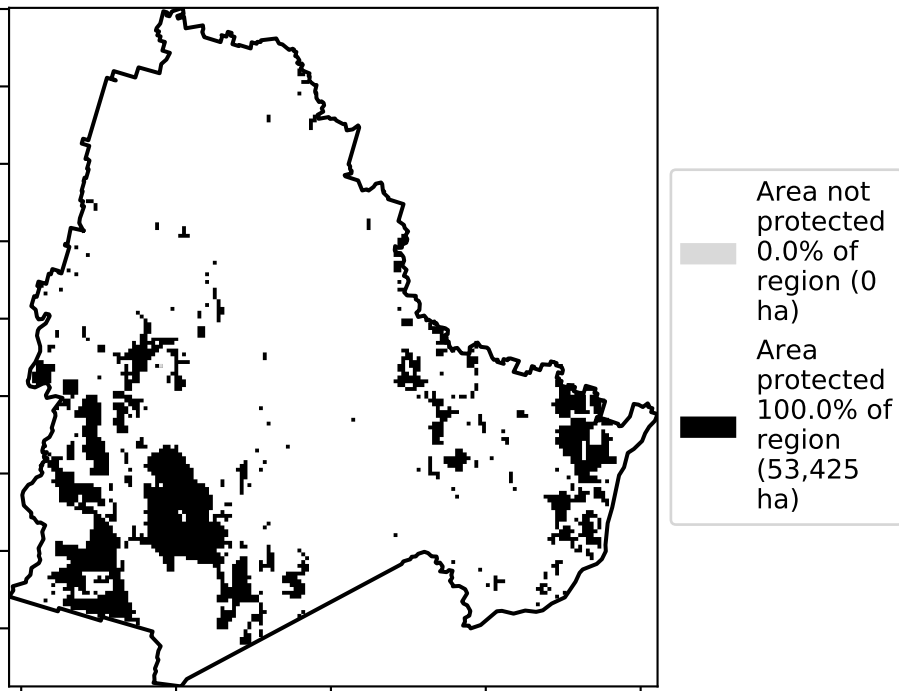 Area not
protected
0.0% of
region (0
ha)
Area
protected
100.0% of
region
(53,425
ha)